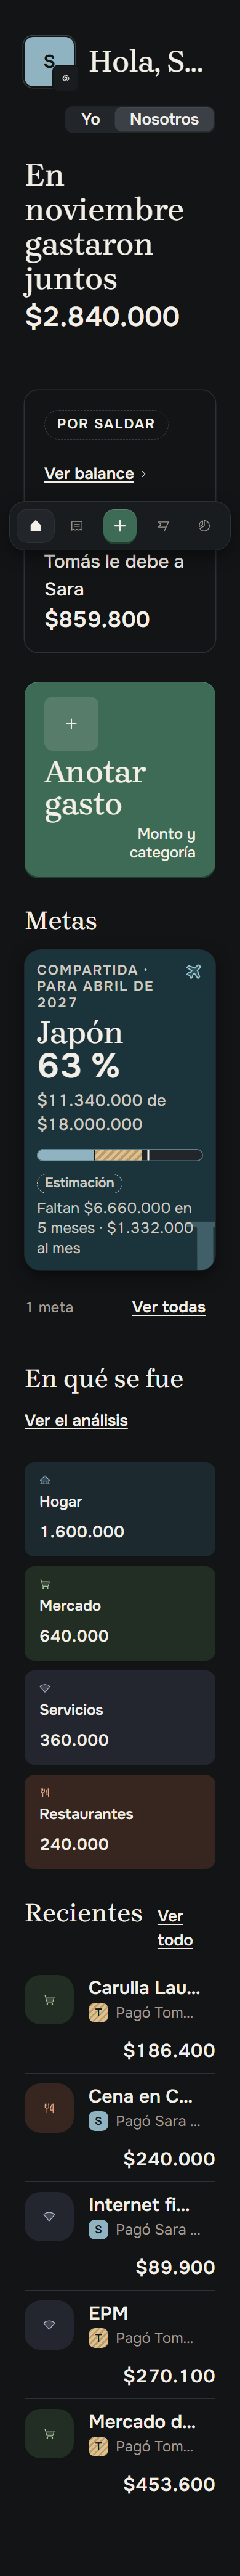 S
Hola, S...
Yo
Nosotros
En
noviembre
gastaron
juntos
$2.840.000
POR SALDAR
Ver balance ›
+
Tomás le debe a
Sara
$859.800
+
Anotar
gasto
Monto y
categoría
Metas
COMPARTIDA ·
PARA ABRIL DE
2027
Japón
63 %
$11.340.000 de
$18.000.000
Estimación
Faltan $6.660.000 en
5 meses · $1.332.000
al mes
1 meta
Ver todas
En qué se fue
Ver el análisis
Hogar
1.600.000
Mercado
640.000
Servicios
360.000
Restaurantes
240.000
Recientes
Ver
todo
Carulla Lau...
T Pagó Tom...
$186.400
Cena en C...
S Pagó Sara ...
$240.000
Internet fi...
S Pagó Sara ...
$89.900
EPM
T Pagó Tom...
$270.100
Mercado d...
T Pagó Tom...
$453.600